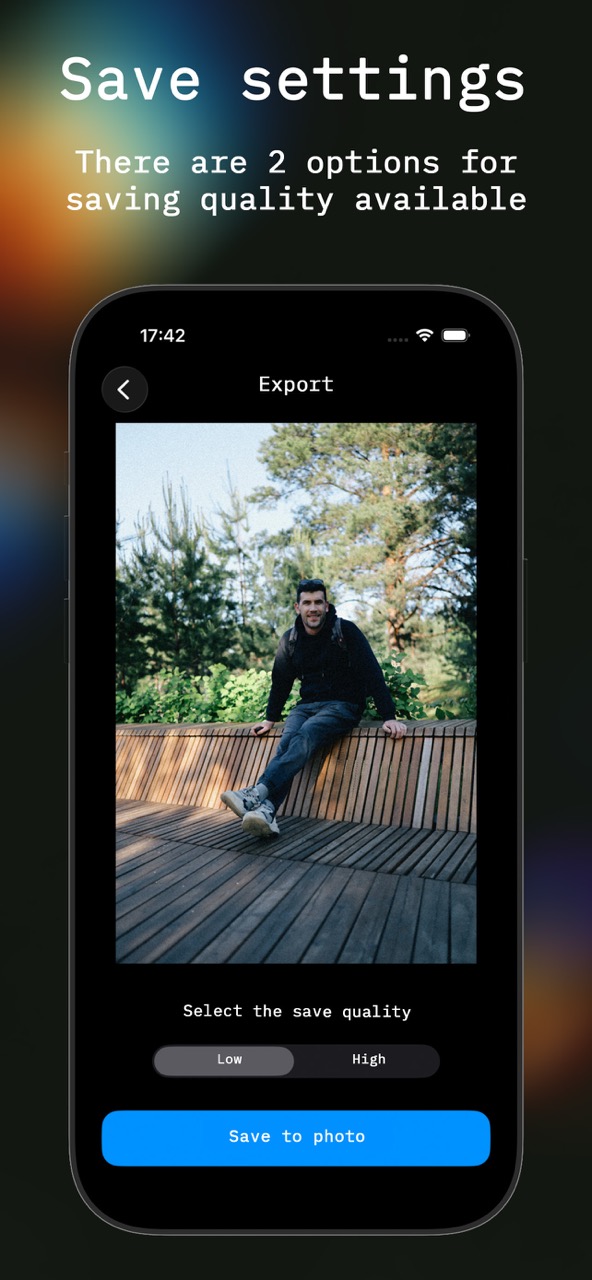 Save settings
There are 2 options for
saving quality available
17:42
Export
Select the save quality
Low High
Save to photo